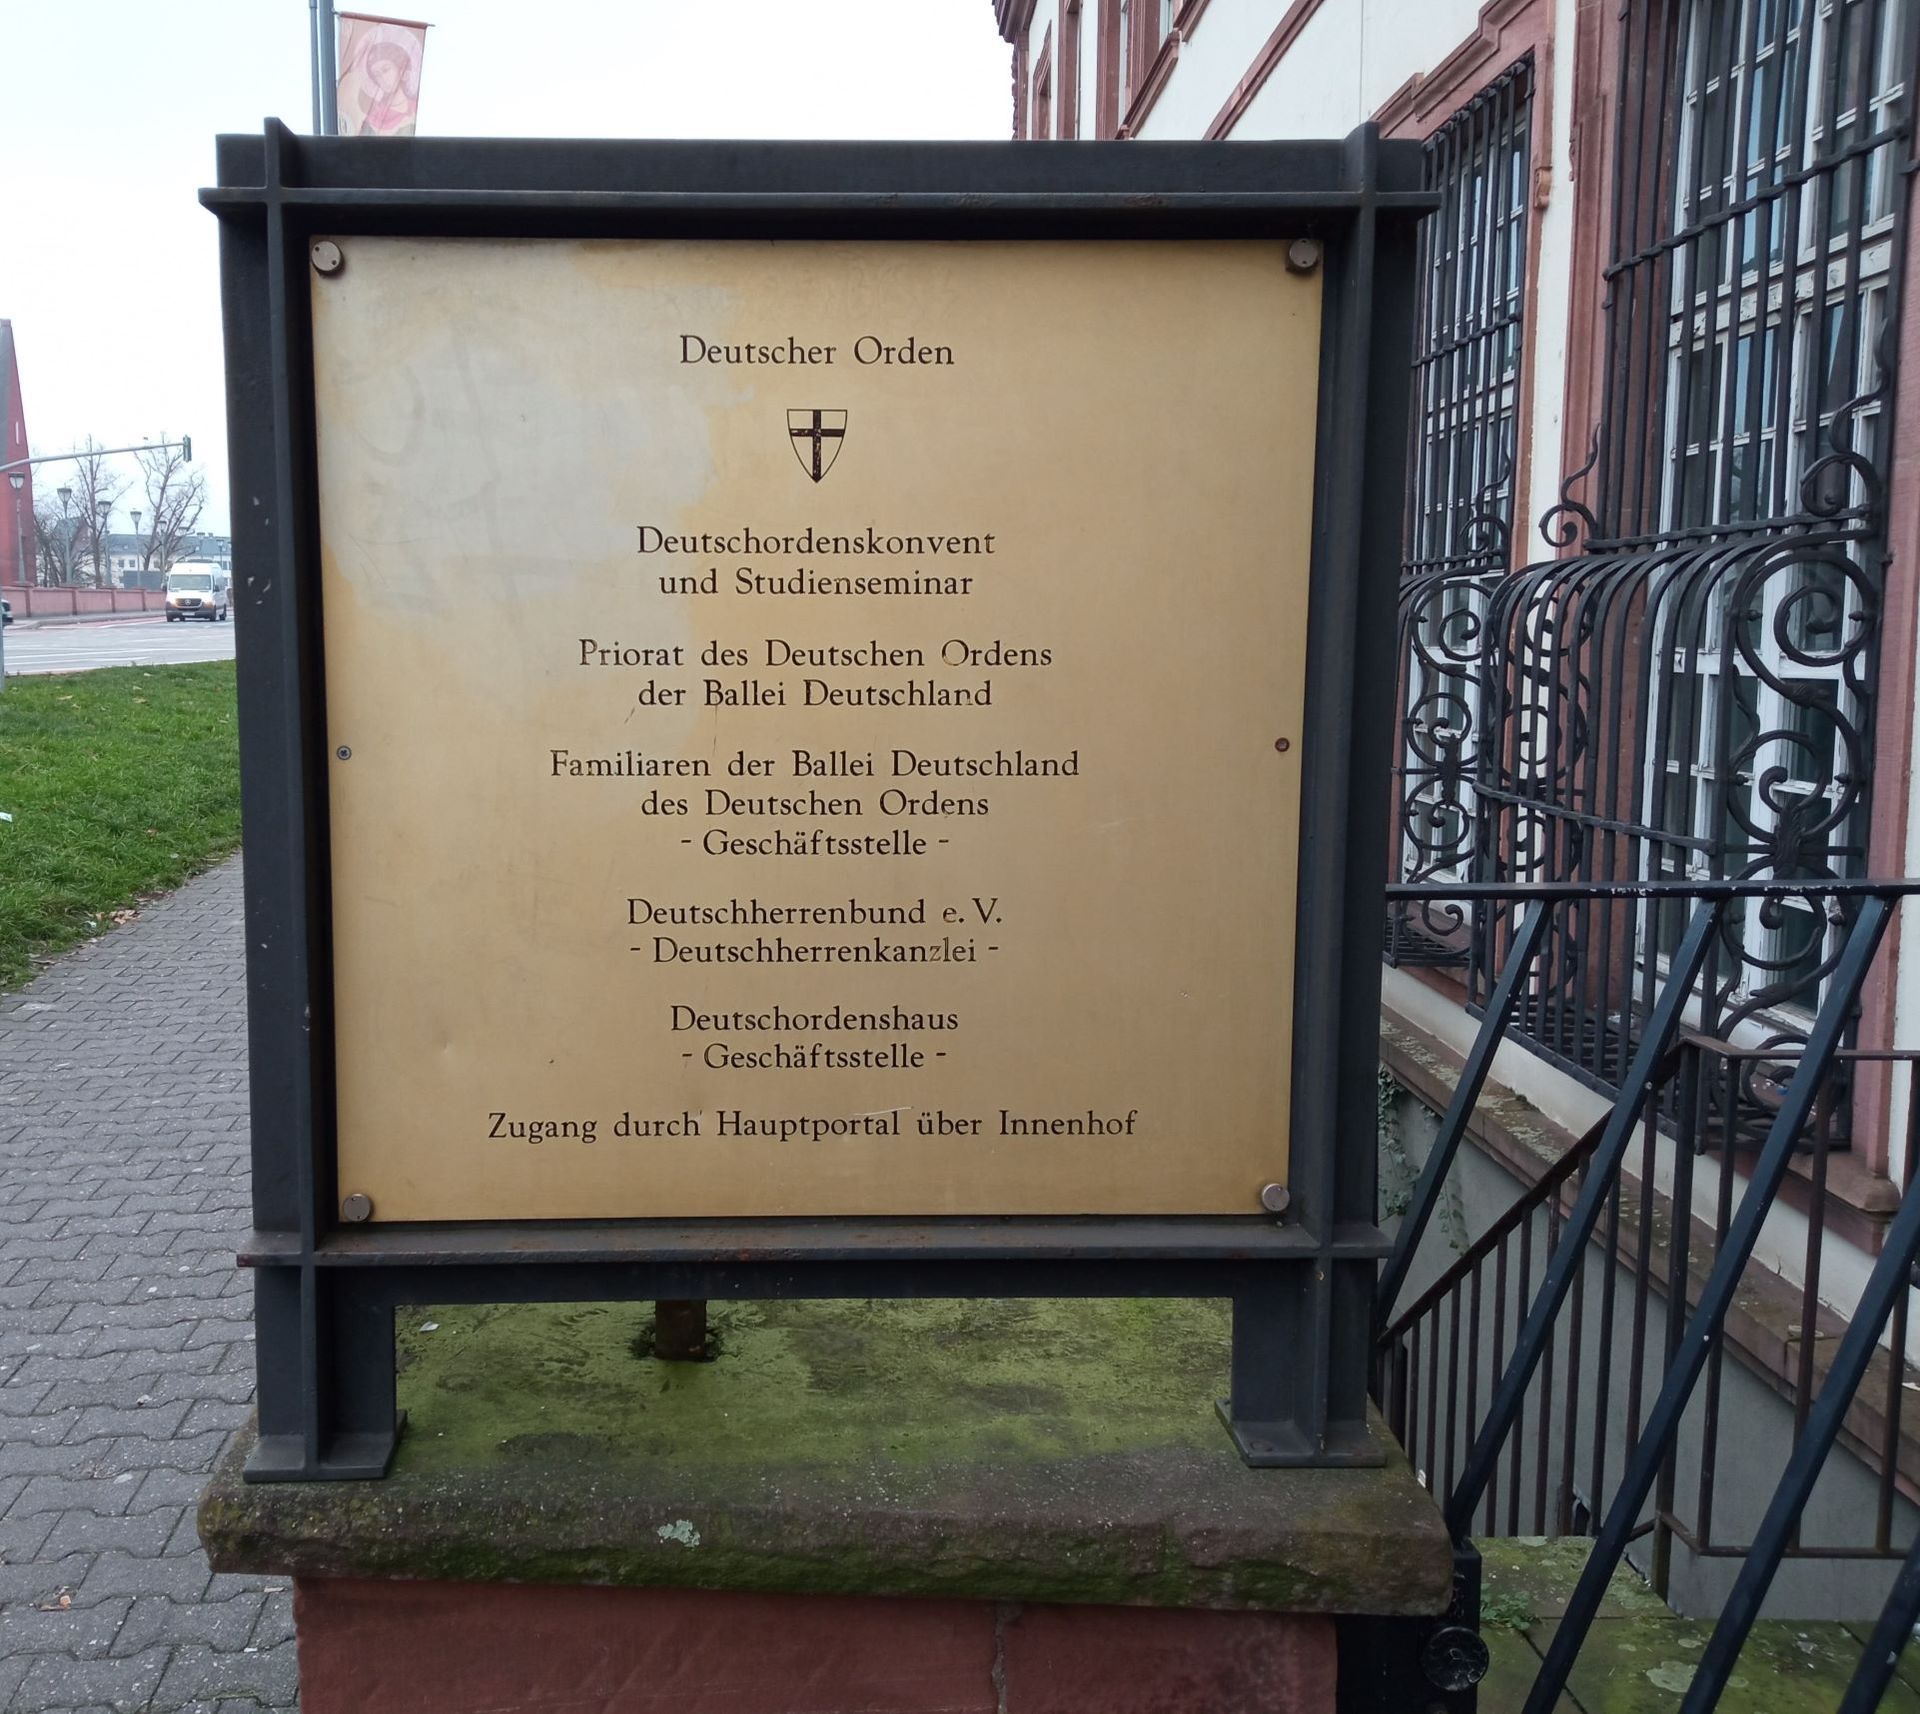 Deutscher Orden
Deutschordenskonvent
und Studienseminar
Priorat des Deutschen Ordens
der Ballei Deutschland
Familiaren der Ballei Deutschland
des Deutschen Ordens
- Geschäftsstelle -
Deutschherrenbund e. V.
- Deutschherrenkanzlei -
Deutschordenshaus
- Geschäftsstelle -
Zugang durch Hauptportal über Innenhof